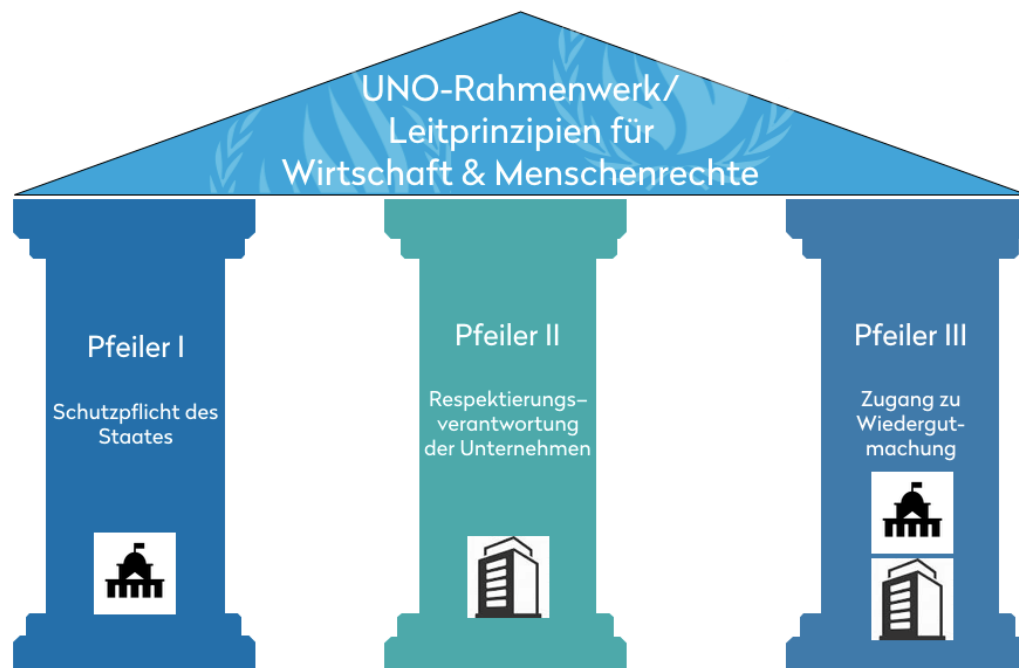 UNO-Rahmenwerk/
Leitprinzipien für
Wirtschaft & Menschenrechte
Pfeiler I
Schutzpflicht des
Staates
Pfeiler II
Respektierungs–
verantwortung
der Unternehmen
Pfeiler III
Zugang zu
Wiedergut-
machung